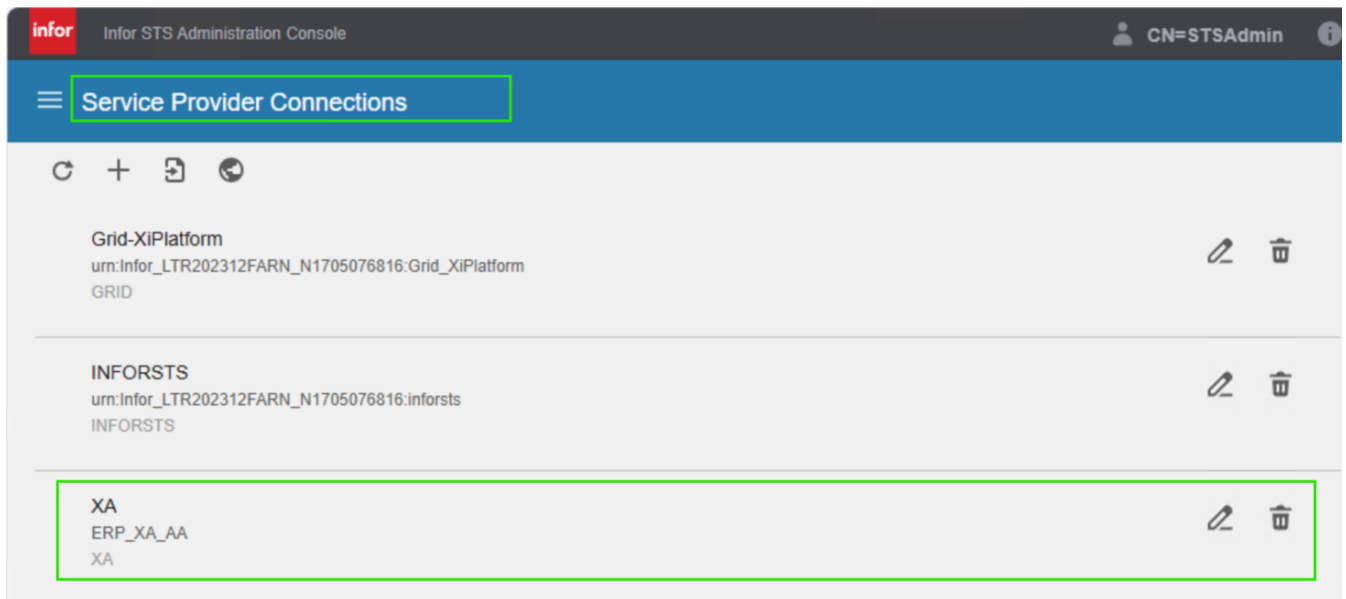 infor
Infor STS Administration Console
CN=STSAdmin
Service Provider Connections
Grid-XiPlatform
urn:Infor_LTR202312FARN_N1705076816:Grid_XiPlatform
GRID
INFORSTS
urn:Infor_LTR202312FARN_N1705076816:inforsts
INFORSTS
XA
ERP_XA_AA
XA